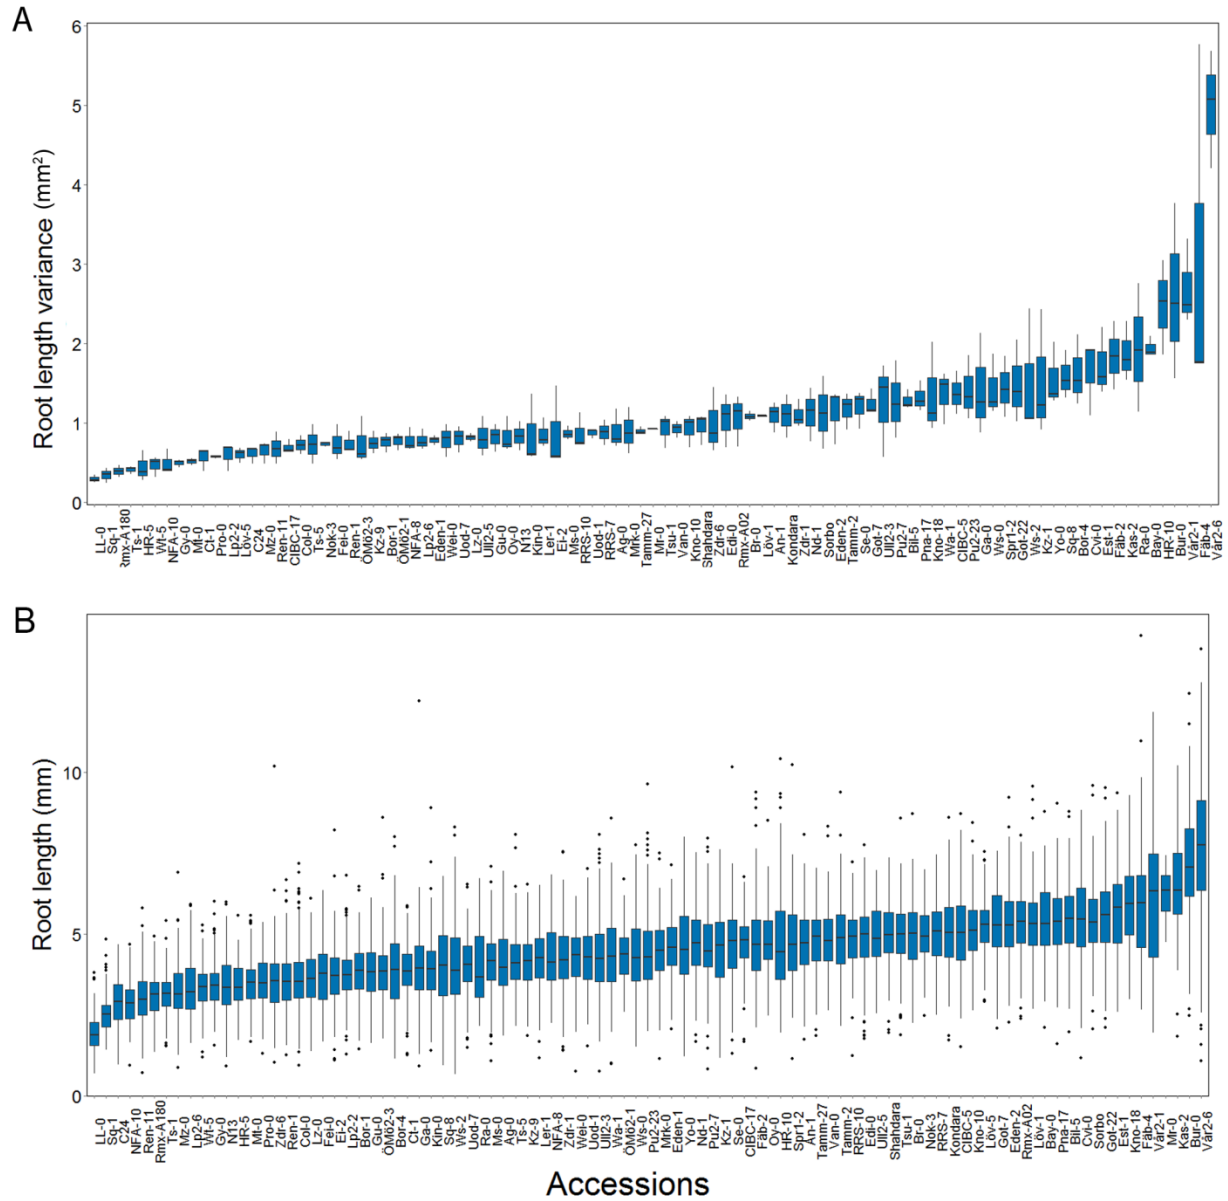 A
Root length variance (mm²)
6
5
4
3
2
1
0
LL-0
Sq-1
Rmx-A180
Ts-1
HR-5
Wt-5
NFA-10
Gy-0
Mt-0
Ct-1
Pro-0
Lp2-2
Löv-5
C24
Mz-0
Ren-11
CIBC-17
Col-0
Ts-5
Nok-3
Fei-0
Ren-1
ÖMö2-3
Kz-9
Bor-1
ÖMö2-1
NFA-8
Lp2-6
Eden-1
Wei-0
Uod-7
Lz-0
Ull2-5
Gu-0
Oy-0
N13
Kin-0
Ler-1
Ei-2
Ms-0
RRS-10
Uod-1
RRS-7
Ag-0
Mrk-0
Tamm-27
Mr-0
Tsu-1
Van-0
Kno-10
Shahdara
Zdr-6
Edi-0
Rmx-A02
Br-0
Löv-1
An-1
Kondara
Zdr-1
Nd-1
Sorbo
Eden-2
Tamm-2
Se-0
Got-7
Ull2-3
Pu2-7
Bil-5
Pna-17
Kno-18
Wa-1
CIBC-5
Pu2-23
Ga-0
Ws-0
Spr1-2
Got-22
Ws-2
Kz-1
Yo-0
Sq-8
Bor-4
Cvi-0
Est-1
Fäb-2
Kas-2
Ra-0
Bay-0
HR-10
Bur-0
Vår2-1
Fäb-4
Vår2-6
B
Root length (mm)
10
5
0
LL-0
Sq-1
C24
NFA-10
Ren-11
Rmx-A180
Ts-1
Mz-0
Lp2-6
Wt-5
Gy-0
N13
HR-5
Mt-0
Pro-0
Zdr-6
Ren-1
Col-0
Lz-0
Fei-0
Ei-2
Lp2-2
Bor-1
Gu-0
ÖMö2-3
Bor-4
Ct-1
Ga-0
Kin-0
Sq-8
Ws-2
Uod-7
Ra-0
Ms-0
Ag-0
Ts-5
Kz-9
Ler-1
NFA-8
Zdr-1
Wei-0
Uod-1
Ull2-3
Wa-1
ÖMö2-1
Ws-0
Pu2-23
Mrk-0
Eden-1
Yo-0
Nd-1
Pu2-7
Kz-1
Se-0
CIBC-17
Fäb-2
Oy-0
HR-10
Spr1-2
An-1
Tamm-27
Van-0
Tamm-2
RRS-10
Edi-0
Ull2-5
Shahdara
Tsu-1
Br-0
Nok-3
RRS-7
Kondara
CIBC-5
Kno-10
Löv-5
Got-7
Eden-2
Rmx-A02
Löv-1
Bay-0
Pna-17
Bil-5
Cvi-0
Sorbo
Got-22
Est-1
Kno-18
Fäb-4
Vår2-1
Mr-0
Kas-2
Bur-0
Vår2-6
Accessions